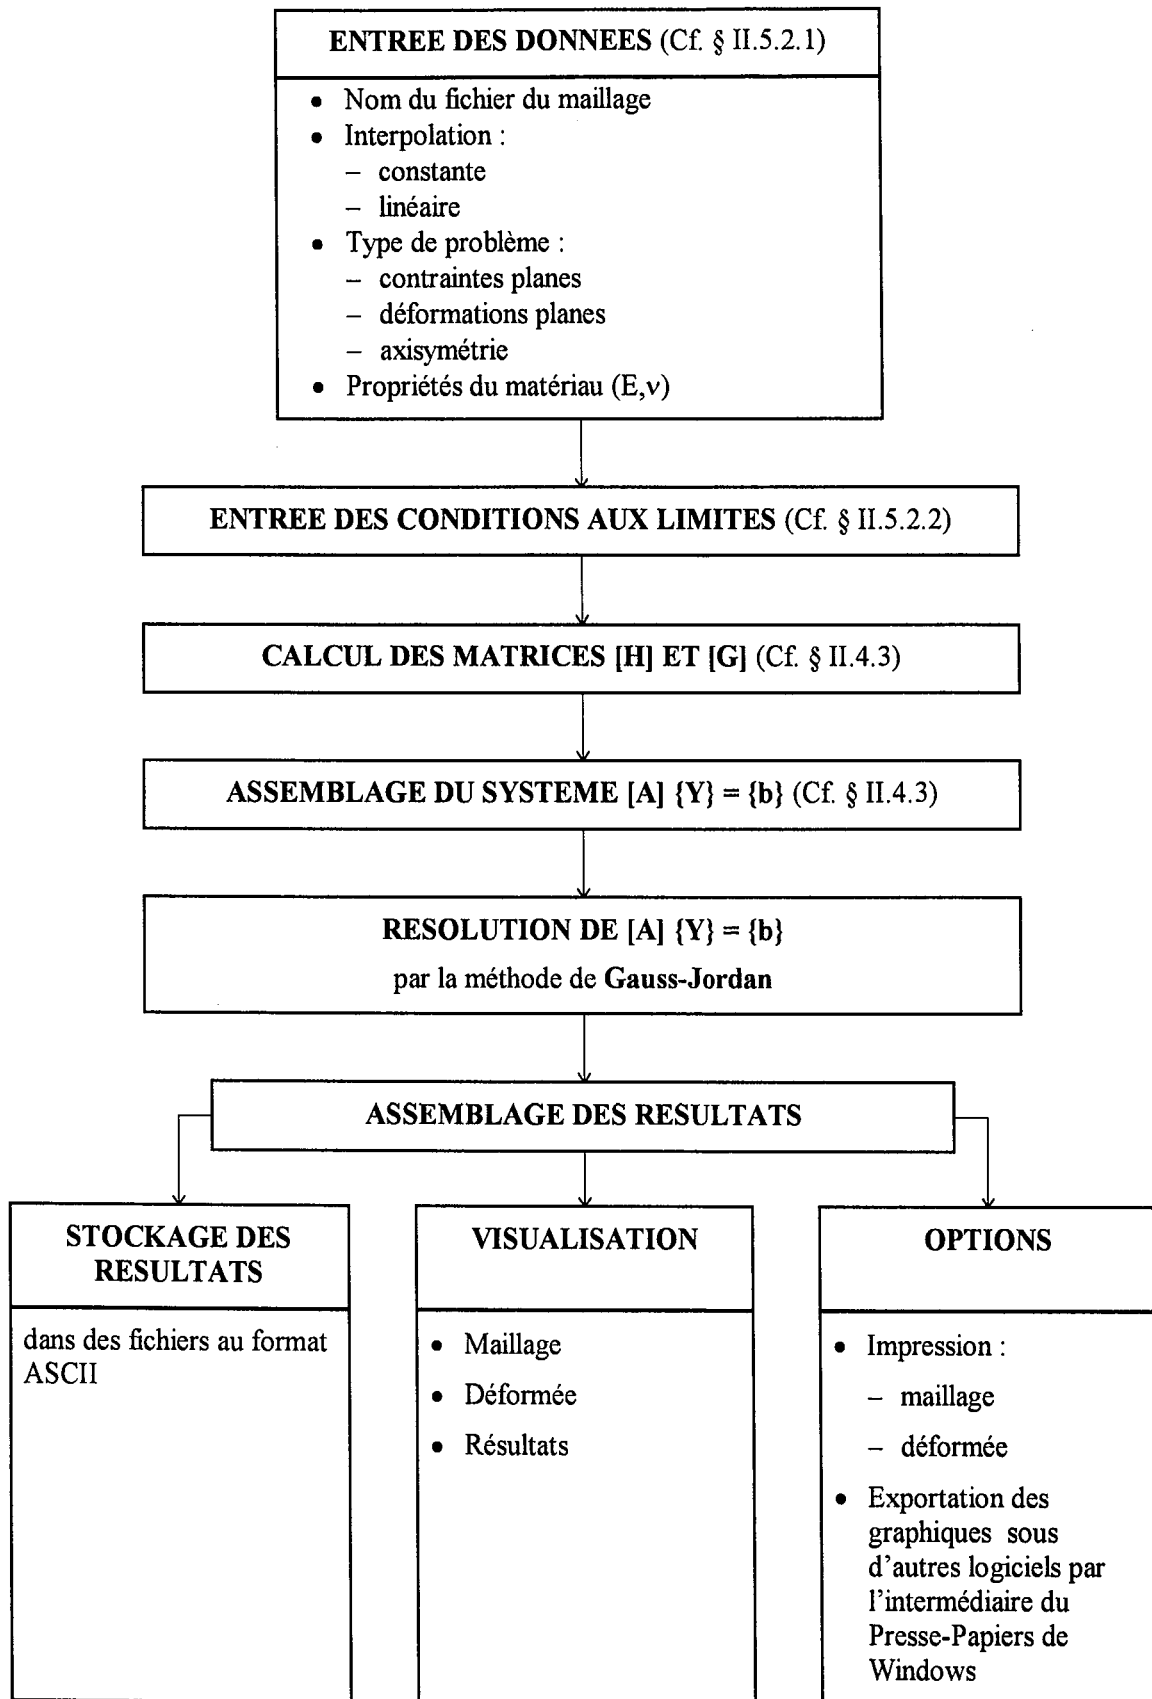 ENTREE DES DONNEES (Cf. § II.5.2.1)
• Nom du fichier du maillage
• Interpolation :
– constante
– linéaire
• Type de problème :
– contraintes planes
– déformations planes
– axisymétrie
• Propriétés du matériau (E,ν)
ENTREE DES CONDITIONS AUX LIMITES (Cf. § II.5.2.2)
CALCUL DES MATRICES [H] ET [G] (Cf. § II.4.3)
ASSEMBLAGE DU SYSTEME [A] {Y} = {b} (Cf. § II.4.3)
RESOLUTION DE [A] {Y} = {b}
par la méthode de Gauss-Jordan
ASSEMBLAGE DES RESULTATS
STOCKAGE DES
RESULTATS
dans des fichiers au format
ASCII
VISUALISATION
• Maillage
• Déformée
• Résultats
OPTIONS
• Impression :
– maillage
– déformée
• Exportation des
graphiques sous
d'autres logiciels par
l'intermédiaire du
Presse-Papiers de
Windows